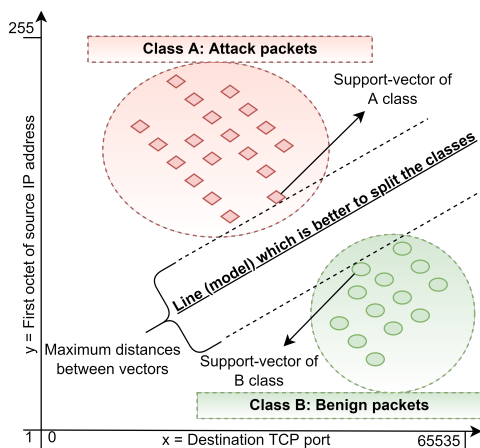 255
Class A: Attack packets
Support-vector of
A class
y = First octet of source IP address
Line (model) which is better to split the classes
Maximum distances
between vectors
Support-vector of
B class
Class B: Benign packets
1
0
x = Destination TCP port
65535